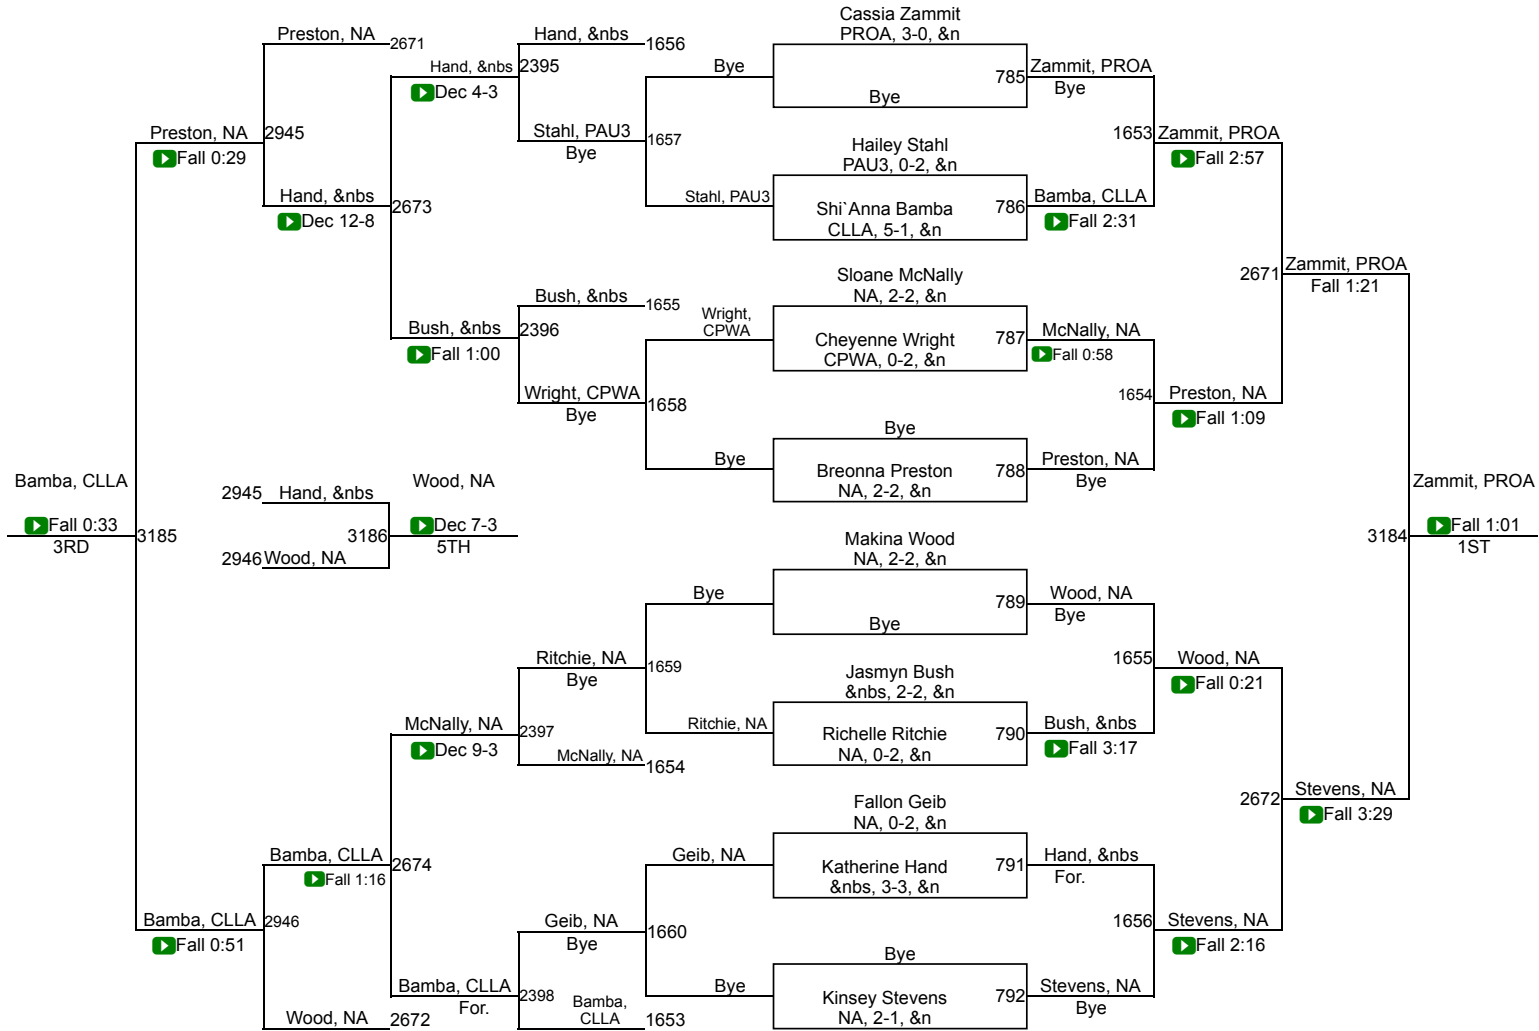 Cassia Zammit
PROA, 3-0, &n
Preston, NA
2671
Hand, &nbs
1656
Hand, &nbs
2395
Bye
785
Zammit, PROA
Dec 4-3
Bye
Bye
Preston, NA
2945
Stahl, PAU3
1657
1653
Zammit, PROA
Fall 0:29
Bye
Hailey Stahl
PAU3, 0-2, &n
Fall 2:57
Hand, &nbs
2673
Stahl, PAU3
Shi`Anna Bamba
CLLA, 5-1, &n
786
Bamba, CLLA
Dec 12-8
Fall 2:31
Sloane McNally
NA, 2-2, &n
2671
Zammit, PROA
Fall 1:21
Bush, &nbs
1655
Bush, &nbs
2396
Wright,
CPWA
Cheyenne Wright
CPWA, 0-2, &n
787
McNally, NA
Fall 1:00
Fall 0:58
Wright, CPWA
1658
1654
Preston, NA
Bye
Bye
Fall 1:09
Bye
Breonna Preston
NA, 2-2, &n
788
Preston, NA
Bye
Bamba, CLLA
2945
Hand, &nbs
Wood, NA
Zammit, PROA
Fall 0:33
3185
3186
Dec 7-3
3184
Fall 1:01
3RD
5TH
1ST
2946
Wood, NA
Makina Wood
NA, 2-2, &n
Bye
789
Wood, NA
Bye
Bye
Ritchie, NA
1659
1655
Wood, NA
Bye
Jasmyn Bush
&nbs, 2-2, &n
Fall 0:21
McNally, NA
2397
Ritchie, NA
Richelle Ritchie
NA, 0-2, &n
790
Bush, &nbs
Dec 9-3
Fall 3:17
McNally, NA
1654
2672
Stevens, NA
Fall 3:29
Fallon Geib
NA, 0-2, &n
Bamba, CLLA
2674
Geib, NA
Katherine Hand
&nbs, 3-3, &n
791
Hand, &nbs
Fall 1:16
For.
Bamba, CLLA
2946
Geib, NA
1660
1656
Stevens, NA
Fall 0:51
Bye
Bye
Fall 2:16
Bamba, CLLA
2398
Bye
Kinsey Stevens
NA, 2-1, &n
792
Stevens, NA
For.
Bye
Wood, NA
2672
Bamba,
CLLA
1653